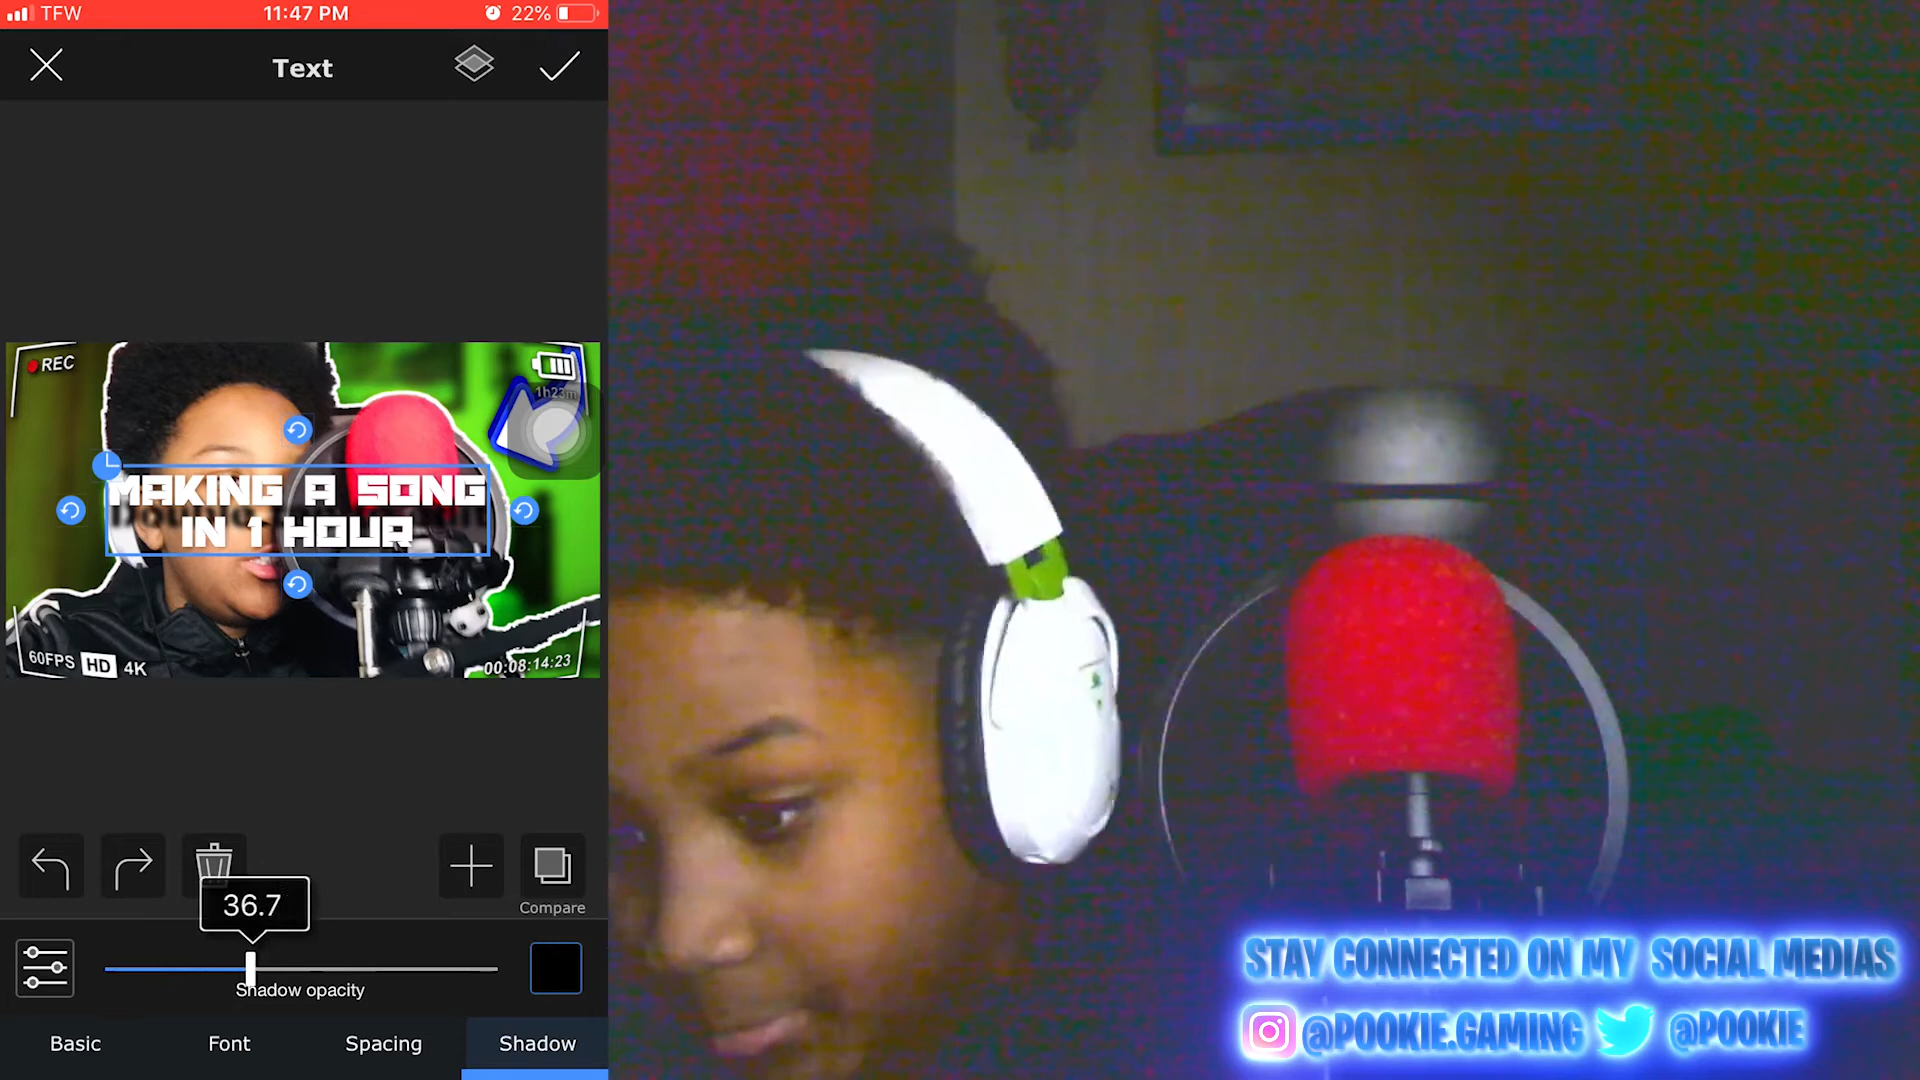 TFW 11:47 PM 22%
Text
REC
1h23m
MAKING A SONG
IN 1 HOUR
60FPS HD 4K 00:08:14:23
Compare
36.7
Shadow opacity
Basic Font Spacing Shadow
STAY CONNECTED ON MY SOCIAL MEDIAS
@POOKIE.GAMING @POOKIE